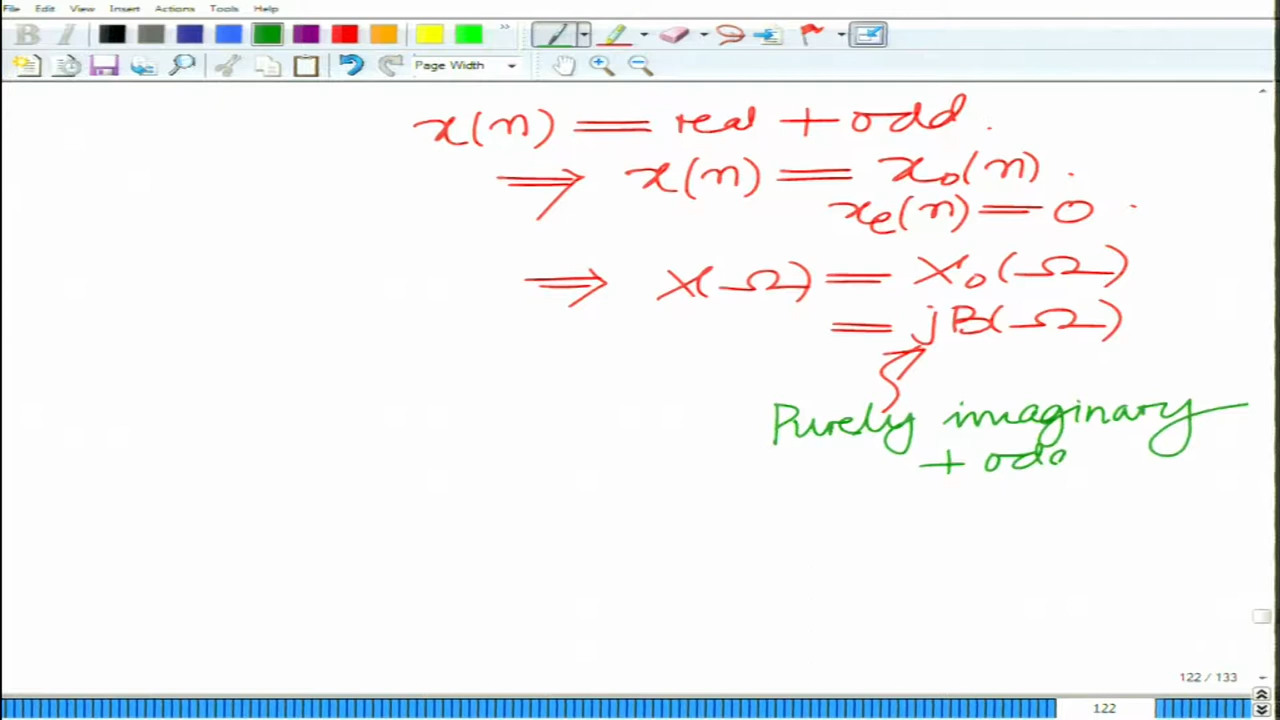 File Edit View Insert Actions Tools Help
B I
Page Width
x(n) = real + odd.
⇒ x(n) = x₀(n).
xₑ(n) = 0.
⇒ X(Ω) = X₀(Ω)
= jB(Ω)
Purely imaginary
+ odd
122 / 133
122